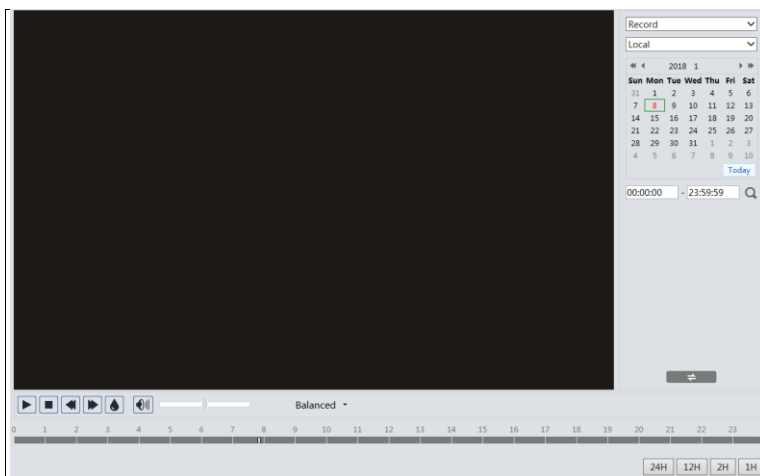 Record
Local
2018 1
Sun Mon Tue Wed Thu Fri Sat
31 1 2 3 4 5 6
7 8 9 10 11 12 13
14 15 16 17 18 19 20
21 22 23 24 25 26 27
28 29 30 31 1 2 3
4 5 6 7 8 9 10
Today
00:00:00 - 23:59:59
Balanced
0 1 2 3 4 5 6 7 8 9 10 11 12 13 14 15 16 17 18 19 20 21 22 23
24H 12H 2H 1H